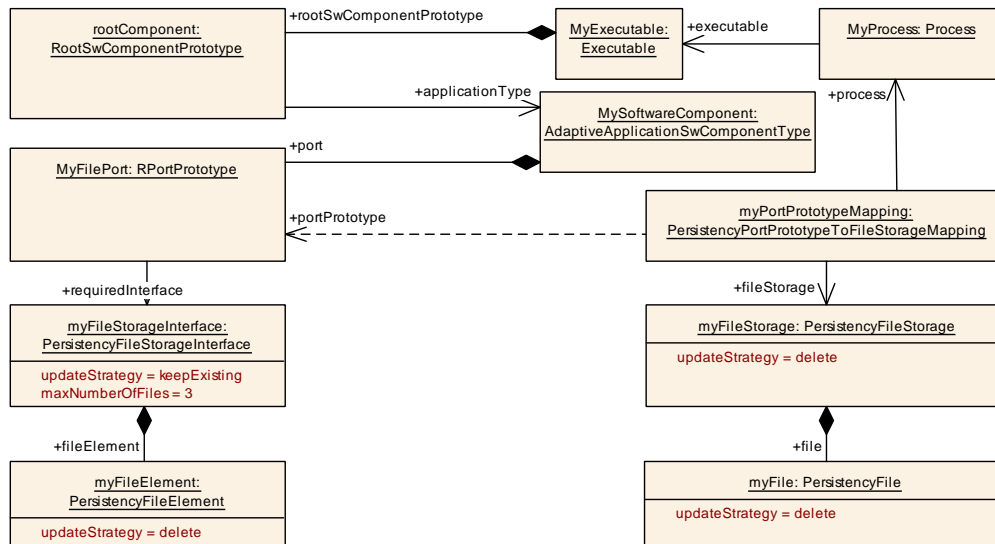 rootComponent:
RootSwComponentPrototype
+rootSwComponentPrototype
MyExecutable:
Executable
+executable
MyProcess: Process
+applicationType
+process
MySoftwareComponent:
AdaptiveApplicationSwComponentType
+port
MyFilePort: RPortPrototype
+portPrototype
myPortPrototypeMapping:
PersistencyPortPrototypeToFileStorageMapping
+requiredInterface
+fileStorage
myFileStorageInterface:
PersistencyFileStorageInterface
updateStrategy = keepExisting
maxNumberOfFiles = 3
myFileStorage: PersistencyFileStorage
updateStrategy = delete
+fileElement
+file
myFileElement:
PersistencyFileElement
updateStrategy = delete
myFile: PersistencyFile
updateStrategy = delete